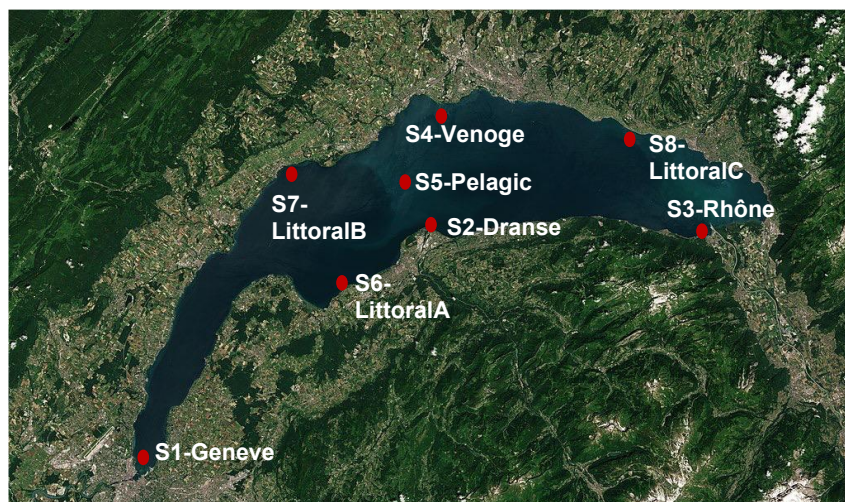 S4-Venoge
S8-
LittoralC
S5-Pelagic
S7-
LittoralB
S3-Rhône
S2-Dranse
S6-
LittoralA
S1-Geneve